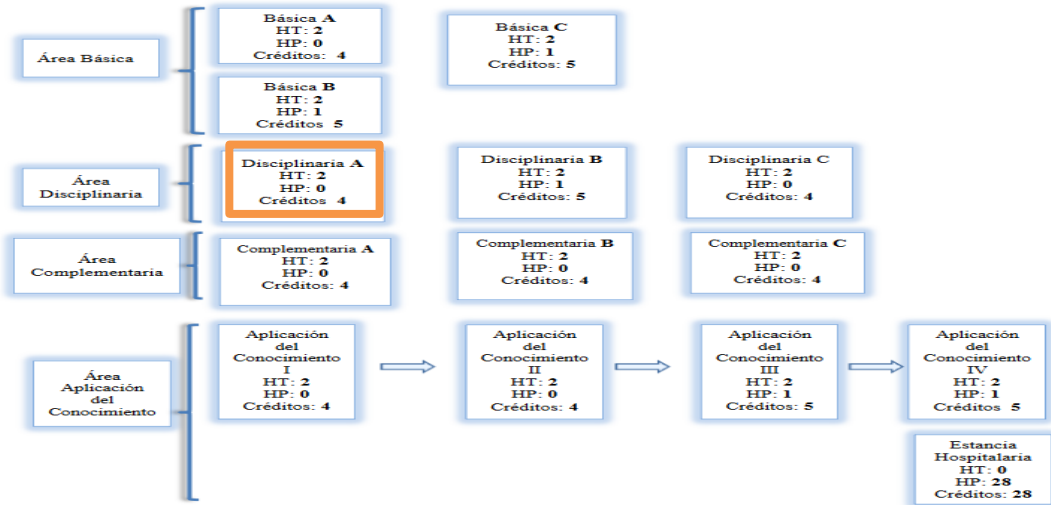 Área Básica
Básica A
HT: 2
HP: 0
Créditos: 4
Básica C
HT: 2
HP: 1
Créditos: 5
Básica B
HT: 2
HP: 1
Créditos 5
Área
Disciplinaria
Disciplinaria A
HT: 2
HP: 0
Créditos 4
Disciplinaria B
HT: 2
HP: 1
Créditos: 5
Disciplinaria C
HT: 2
HP: 0
Créditos: 4
Área
Complementaria
Complementaria A
HT: 2
HP: 0
Créditos: 4
Complementaria B
HT: 2
HP: 0
Créditos: 4
Complementaria C
HT: 2
HP: 0
Créditos: 4
Área
Aplicación
del
Conocimiento
Aplicación
del
Conocimiento
I
HT: 2
HP: 0
Créditos: 4
Aplicación
del
Conocimiento
II
HT: 2
HP: 0
Créditos: 4
Aplicación
del
Conocimiento
III
HT: 2
HP: 1
Créditos: 5
Aplicación
del
Conocimiento
IV
HT: 2
HP: 1
Créditos 5
Estancia
Hospitalaria
HT: 0
HP: 28
Créditos: 28